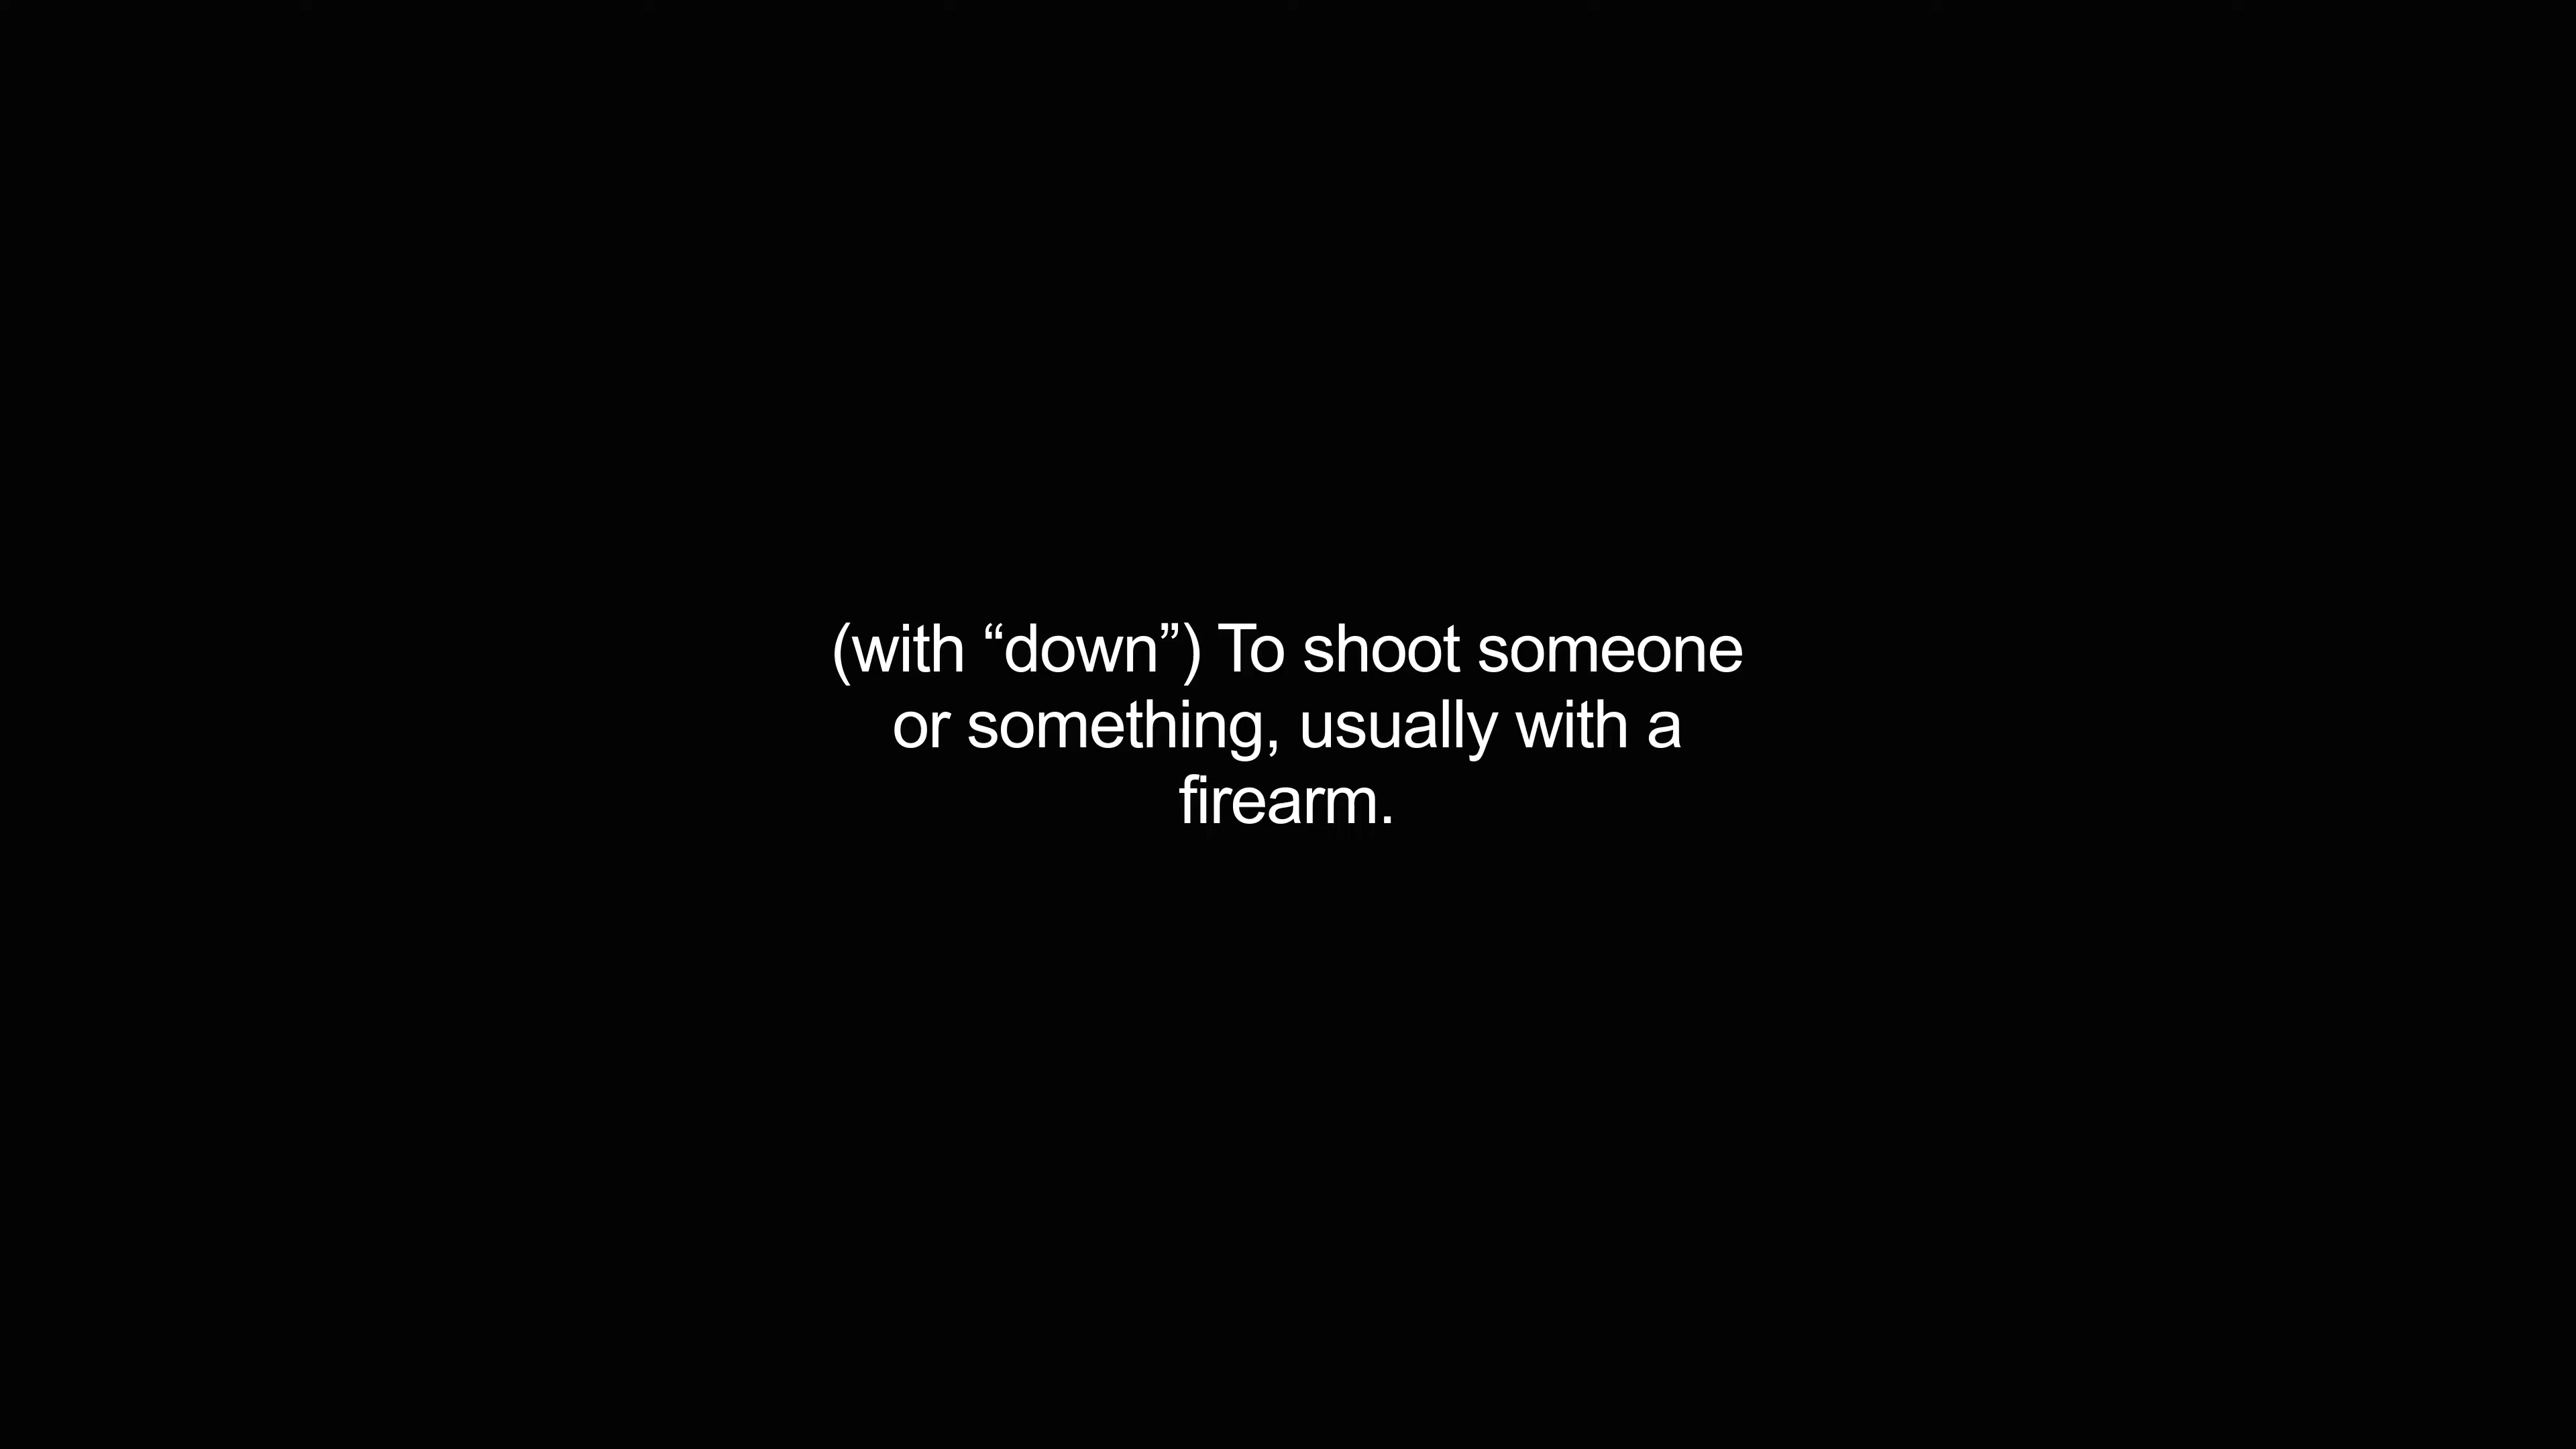 (with “down”) To shoot someone
or something, usually with a
firearm.